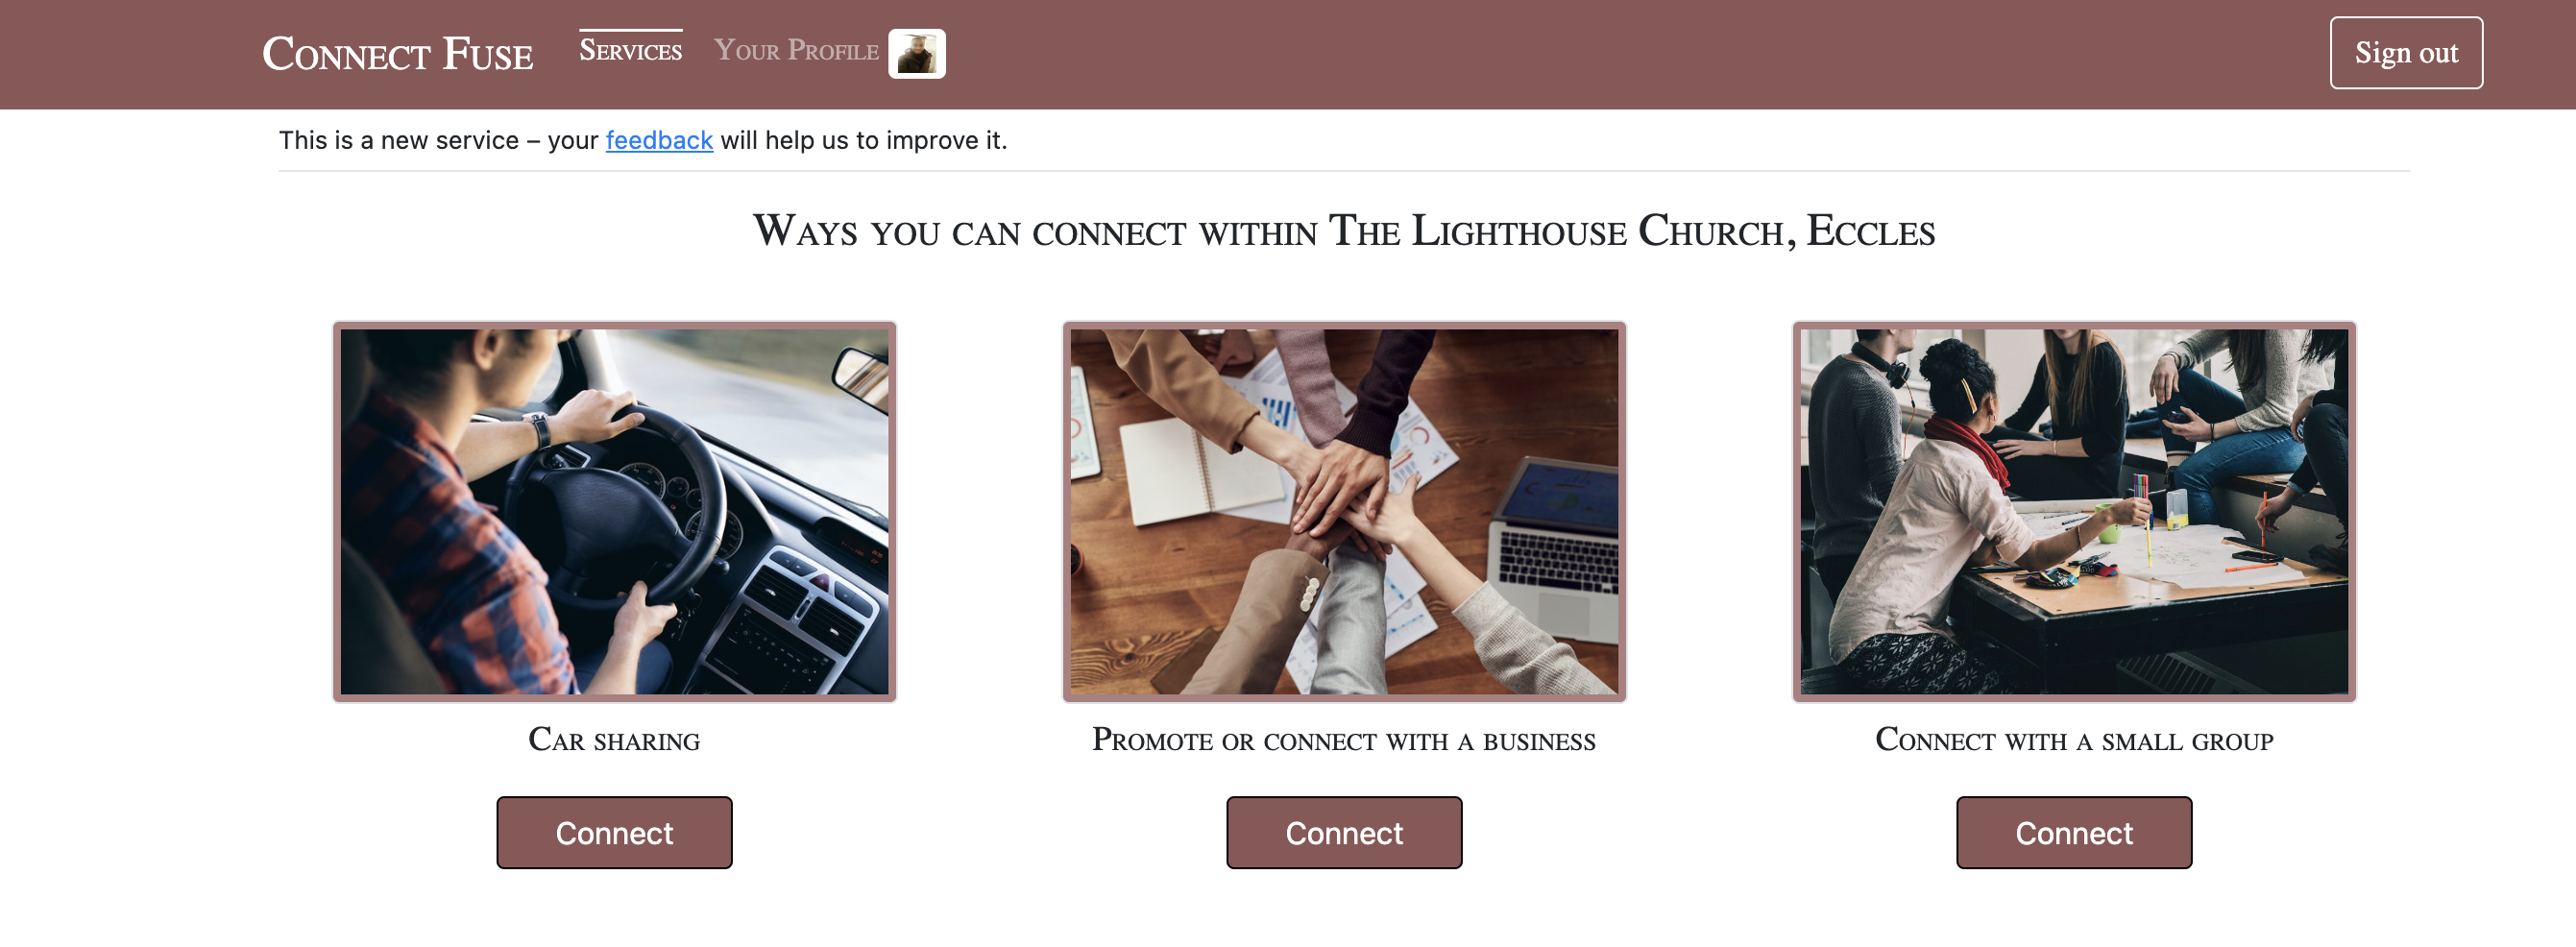 Connect Fuse
Services
Your Profile
Sign out
This is a new service – your feedback will help us to improve it.
Ways you can connect within The Lighthouse Church, Eccles
Car sharing
Promote or connect with a business
Connect with a small group
Connect
Connect
Connect